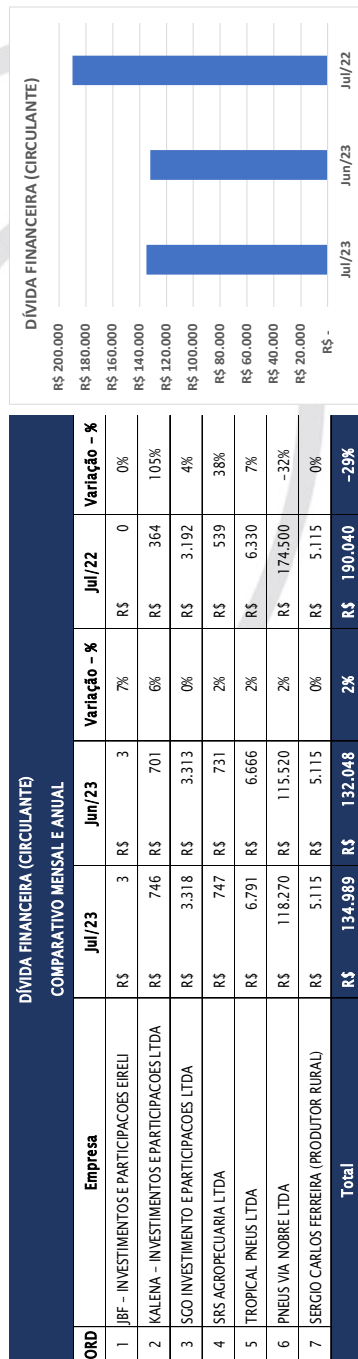 DÍVIDA FINANCEIRA (CIRCULANTE)
COMPARATIVO MENSAL E ANUAL
ORD Empresa Jul/23 Jun/23 Variação - % Jul/22 Variação - %
1 JBF - INVESTIMENTOS E PARTICIPACOES EIRELI R$ 3 R$ 3 7% R$ 0 0%
2 KALENA - INVESTIMENTOS E PARTICIPACOES LTDA R$ 746 R$ 701 6% R$ 364 105%
3 SGO INVESTIMENTO E PARTICIPACOES LTDA R$ 3.318 R$ 3.313 0% R$ 3.192 4%
4 SRS AGROPECUARIA LTDA R$ 747 R$ 731 2% R$ 539 38%
5 TROPICAL PNEUS LTDA R$ 6.791 R$ 6.666 2% R$ 6.330 7%
6 PNEUS VIA NOBRE LTDA R$ 118.270 R$ 115.520 2% R$ 174.500 -32%
7 SERGIO CARLOS FERREIRA (PRODUTOR RURAL) R$ 5.115 R$ 5.115 0% R$ 5.115 0%
Total R$ 134.989 R$ 132.048 2% R$ 190.040 -29%
DÍVIDA FINANCEIRA (CIRCULANTE)
R$ 200.000
R$ 180.000
R$ 160.000
R$ 140.000
R$ 120.000
R$ 100.000
R$ 80.000
R$ 60.000
R$ 40.000
R$ 20.000
R$ -
Jul/23 Jun/23 Jul/22